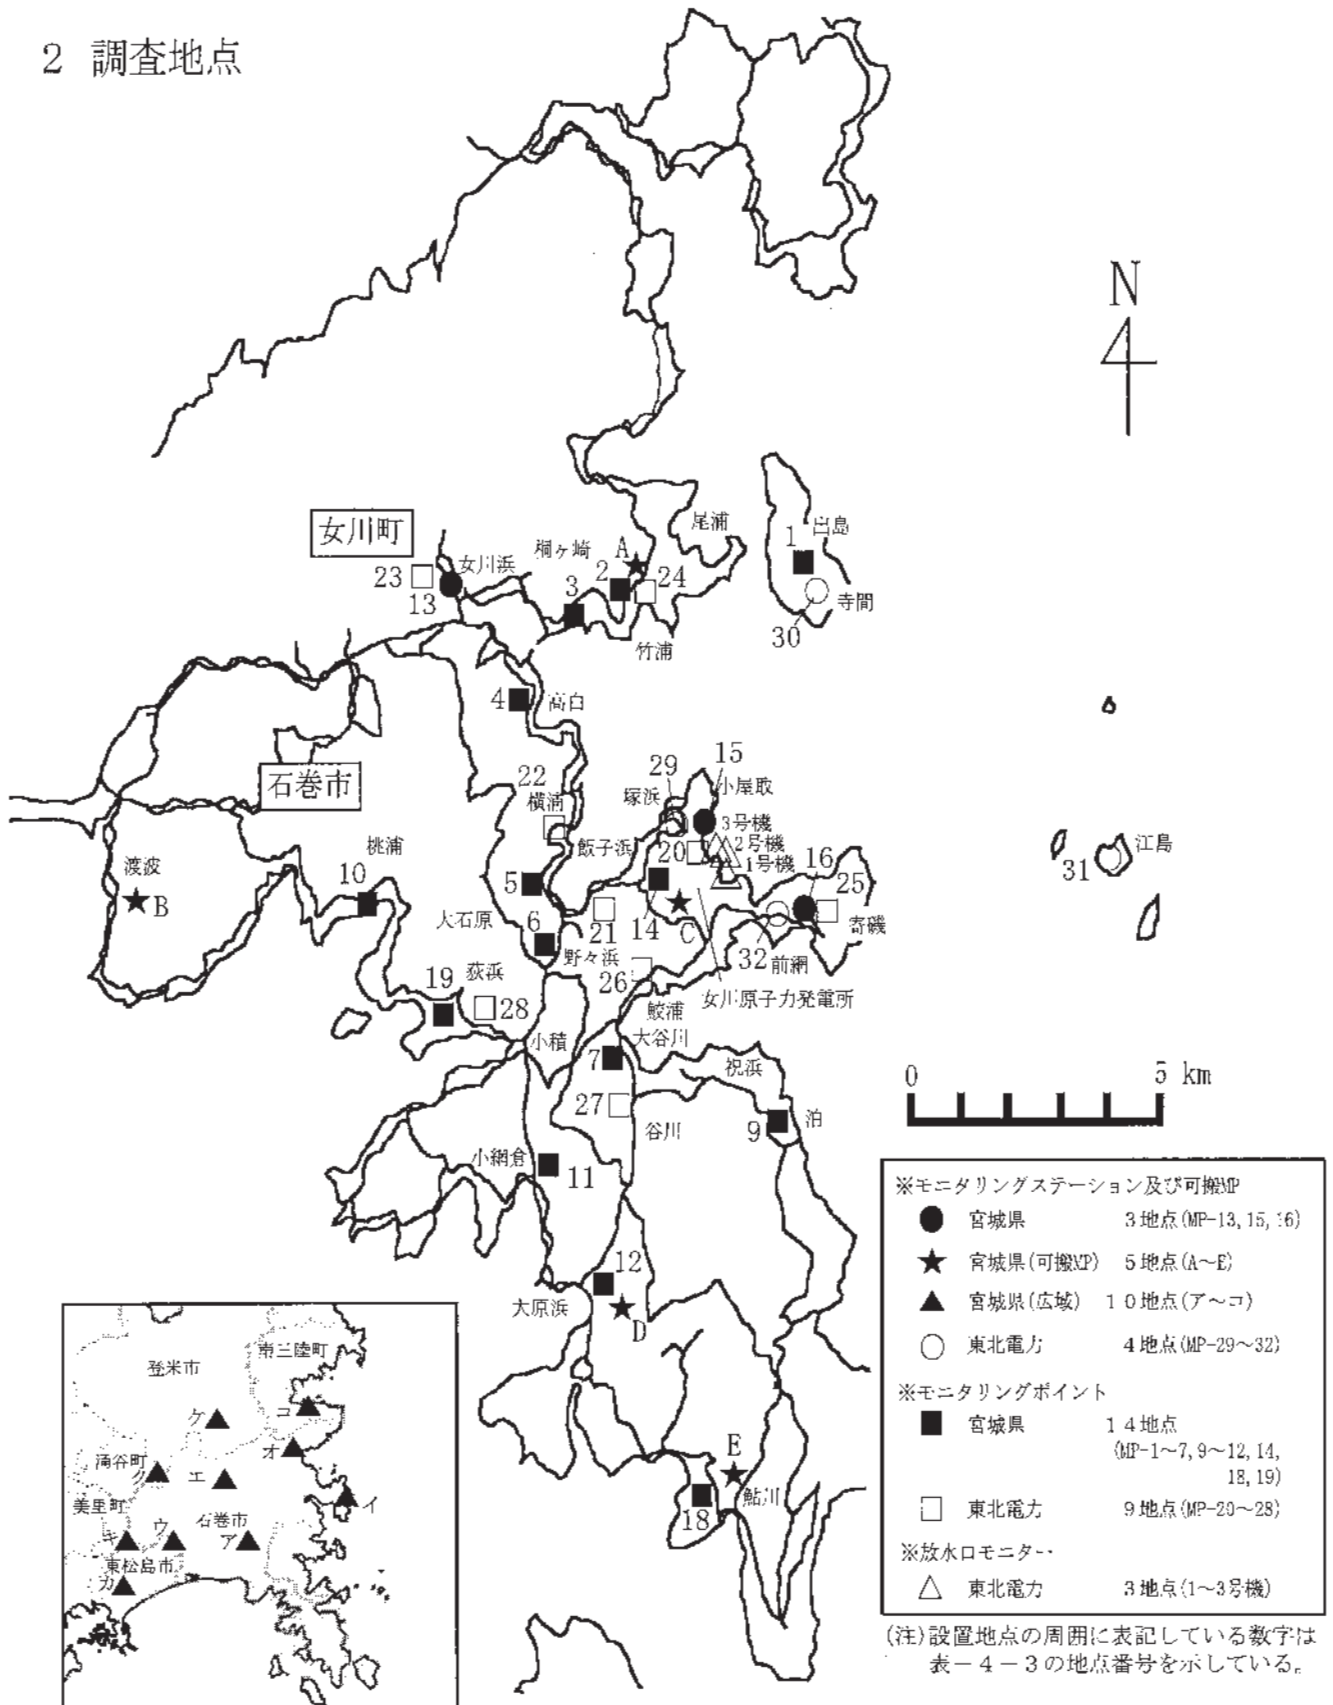 2 調査地点
N
尾浦
出島
1
女川町
女川浜
桐ヶ崎
A
2
24
23
13
3
30
寺間
竹浦
4
高白
15
29
小屋取
22
横浦
塚浜
3号機
2号機
1号機
石巻市
飯子浜
20
16
25
31
江島
渡波
桃浦
10
B
5
大石原
6
21
14
C
寄磯
32
前網
野々浜
26
19
荻浜
28
鮫浦
女川原子力発電所
小積
大谷川
7
祝浜
27
谷川
9
泊
0 5 km
小網倉
11
12
大原浜
D
E
18
鮎川
※モニタリングステーション及び可搬MP
宮城県 3地点(MP-13,15,16)
宮城県(可搬MP) 5地点(A~E)
宮城県(広域) 10地点(ア~コ)
東北電力 4地点(MP-29~32)
※モニタリングポイント
宮城県 14地点
(MP-1~7,9~12,14,
18,19)
東北電力 9地点(MP-20~28)
※放水口モニター
東北電力 3地点(1~3号機)
(注)設置地点の周囲に表記している数字は
表-4-3の地点番号を示している。
南三陸町
登米市
コ
ケ
オ
涌谷町
ク
エ
イ
美里町
石巻市
キ
ウ
ア
東松島市
カ